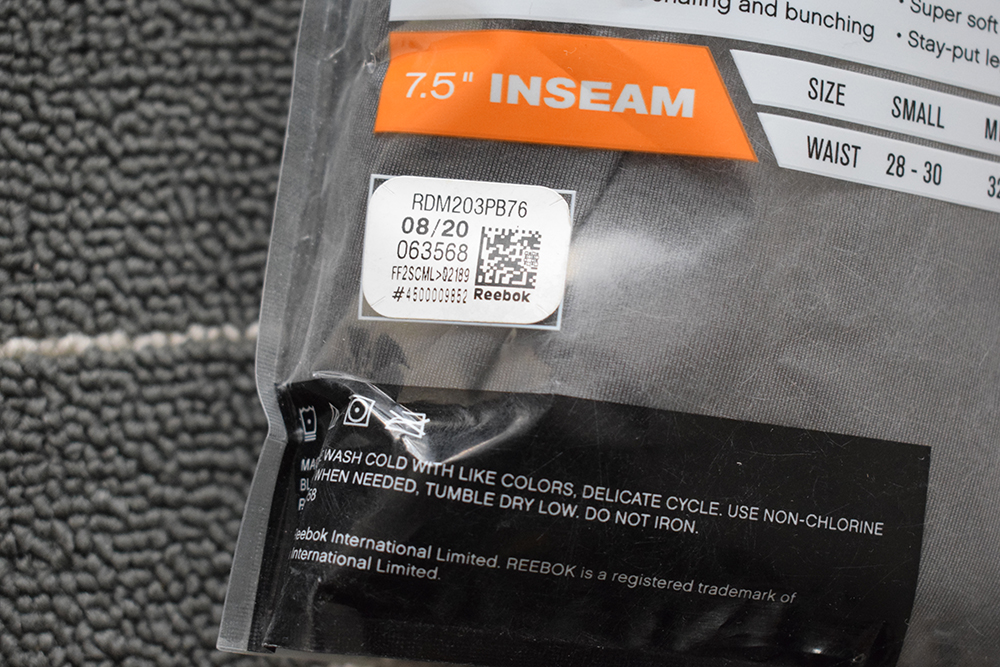 and bunching
• Super soft
• Stay-put
7.5" INSEAM
SIZE SMALL
WAIST 28 - 30
RDM203PB76
08/20
063568
FF2SCML>02189
#4500009852 Reebok
WASH COLD WITH LIKE COLORS, DELICATE CYCLE. USE NON-CHLORINE
WHEN NEEDED, TUMBLE DRY LOW. DO NOT IRON.
Reebok International Limited. REEBOK is a registered trademark of
International Limited.